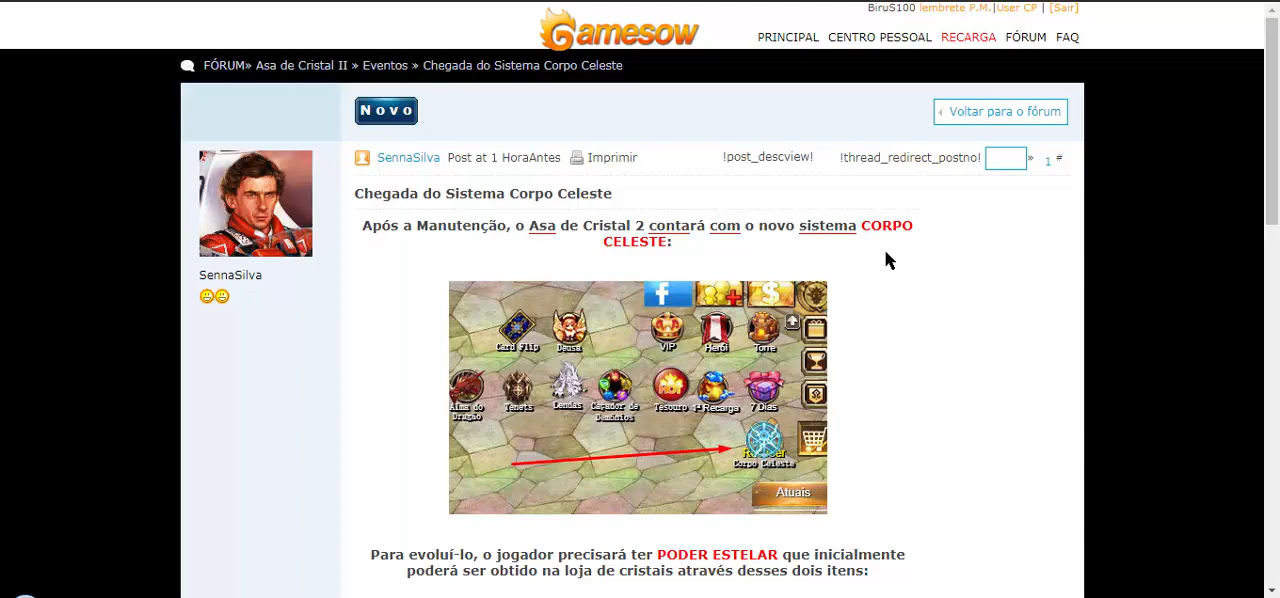 BiruS100 lembrete P.M.|User CP | [Sair]
Gamesow
PRINCIPAL CENTRO PESSOAL RECARGA FÓRUM FAQ
FÓRUM» Asa de Cristal II » Eventos » Chegada do Sistema Corpo Celeste
Novo
Voltar para o fórum
SennaSilva Post at 1 HoraAntes Imprimir !post_descview! !thread_redirect_postno! » 1 #
Chegada do Sistema Corpo Celeste
SennaSilva
Após a Manutenção, o Asa de Cristal 2 contará com o novo sistema CORPO
CELESTE:
Card Flip Deusa VIP Herói Torre
Alma do Dragão Tenets Lendas Caçador de Demônios Tesouro 1ª Recarga 7 Dias
Corpo Celeste
Atuais
Para evoluí-lo, o jogador precisará ter PODER ESTELAR que inicialmente
poderá ser obtido na loja de cristais através desses dois itens: